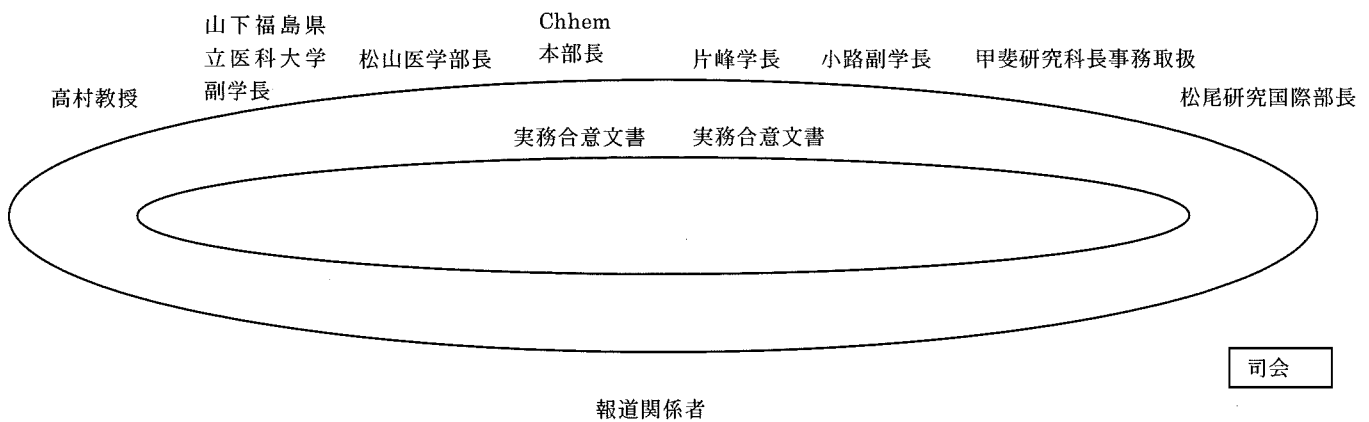 高村教授
山下福島県
立医科大学
副学長
松山医学部長
Chhem
本部長
片峰学長
小路副学長
甲斐研究科長事務取扱
松尾研究国際部長
実務合意文書
実務合意文書
司会
報道関係者